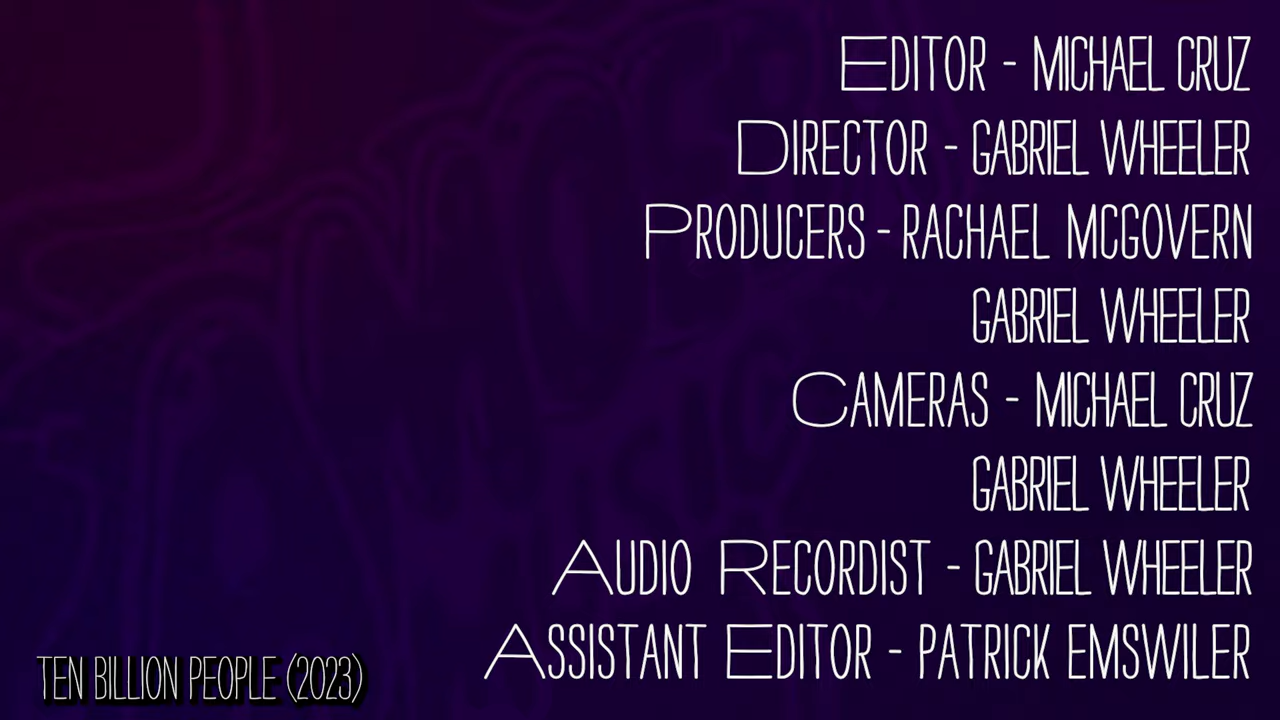 EDITOR - MICHAEL CRUZ
DIRECTOR - GABRIEL WHEELER
PRODUCERS - RACHAEL MCGOVERN
GABRIEL WHEELER
CAMERAS - MICHAEL CRUZ
GABRIEL WHEELER
AUDIO RECORDIST - GABRIEL WHEELER
ASSISTANT EDITOR - PATRICK EMSWILER
TEN BILLION PEOPLE (2023)